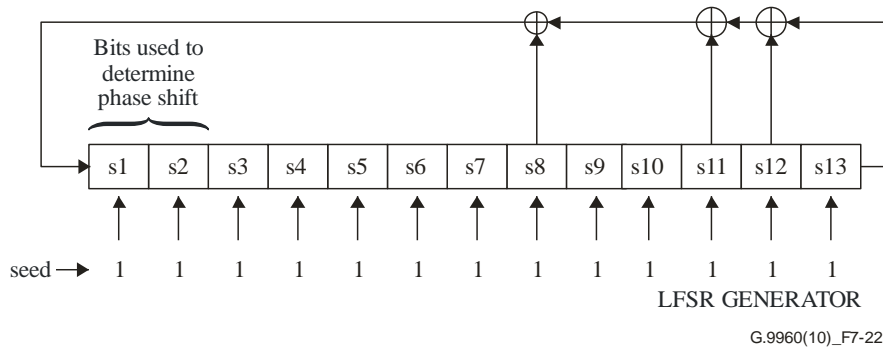 Bits used to
determine
phase shift
s1 s2 s3 s4 s5 s6 s7 s8 s9 s10 s11 s12 s13
seed 1 1 1 1 1 1 1 1 1 1 1 1 1
LFSR GENERATOR
G.9960(10)_F7-22